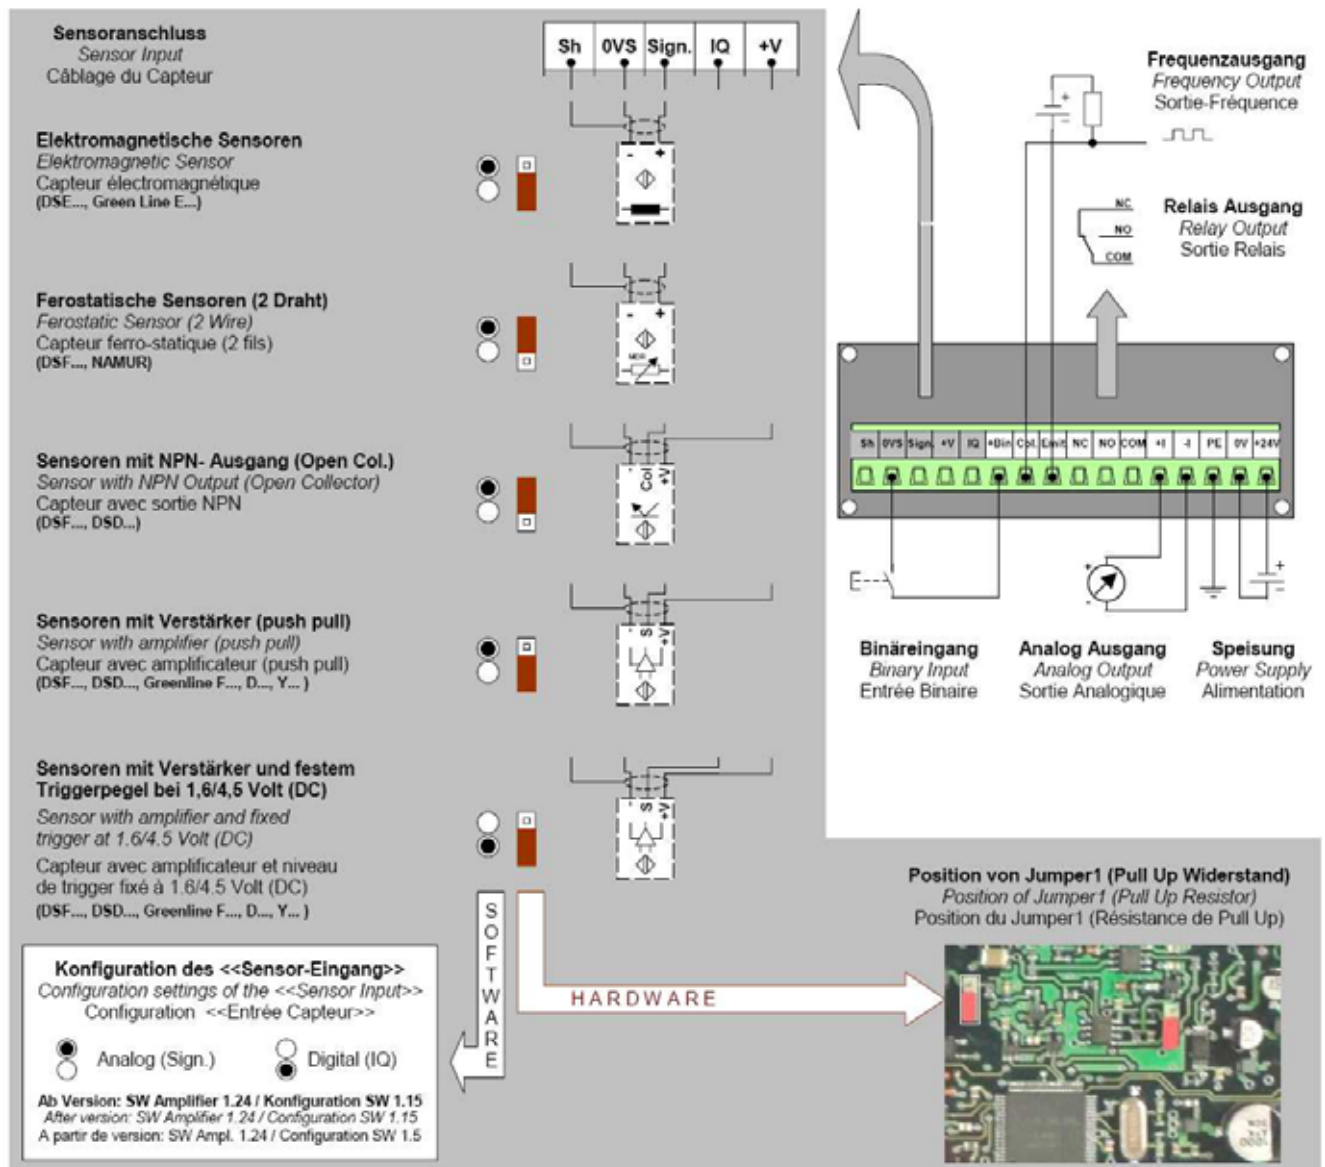 Sensoranschluss
Sensor Input
Câblage du Capteur
Sh 0VS Sign. IQ +V
Elektromagnetische Sensoren
Elektromagnetic Sensor
Capteur électromagnétique
(DSE..., Green Line E...)
- +
Ferostatische Sensoren (2 Draht)
Ferostatic Sensor (2 Wire)
Capteur ferro-statique (2 fils)
(DSF..., NAMUR)
- +
Sensoren mit NPN- Ausgang (Open Col.)
Sensor with NPN Output (Open Collector)
Capteur avec sortie NPN
(DSF..., DSD...)
- Col +V
Sensoren mit Verstärker (push pull)
Sensor with amplifier (push pull)
Capteur avec amplificateur (push pull)
(DSF..., DSD..., Greenline F..., D..., Y... )
- S +V
Sensoren mit Verstärker und festem
Triggerpegel bei 1,6/4,5 Volt (DC)
Sensor with amplifier and fixed
trigger at 1.6/4.5 Volt (DC)
Capteur avec amplificateur et niveau
de trigger fixé à 1.6/4.5 Volt (DC)
(DSF..., DSD..., Greenline F..., D..., Y... )
- S +V
SOFTWARE
HARDWARE
Konfiguration des <<Sensor-Eingang>>
Configuration settings of the <<Sensor Input>>
Configuration <<Entrée Capteur>>
Analog (Sign.) Digital (IQ)
Ab Version: SW Amplifier 1.24 / Konfiguration SW 1.15
After version: SW Amplifier 1.24 / Configuration SW 1.15
A partir de version: SW Ampl. 1.24 / Configuration SW 1.5
Frequenzausgang
Frequency Output
Sortie-Fréquence
+
-
NC
NO
COM
Relais Ausgang
Relay Output
Sortie Relais
Sh 0VS Sign. +V IQ +Bin Col. Emit NC NO COM +I -I PE 0V +24V
+
-
+
-
Binäreingang
Binary Input
Entrée Binaire
Analog Ausgang
Analog Output
Sortie Analogique
Speisung
Power Supply
Alimentation
Position von Jumper1 (Pull Up Widerstand)
Position of Jumper1 (Pull Up Resistor)
Position du Jumper1 (Résistance de Pull Up)